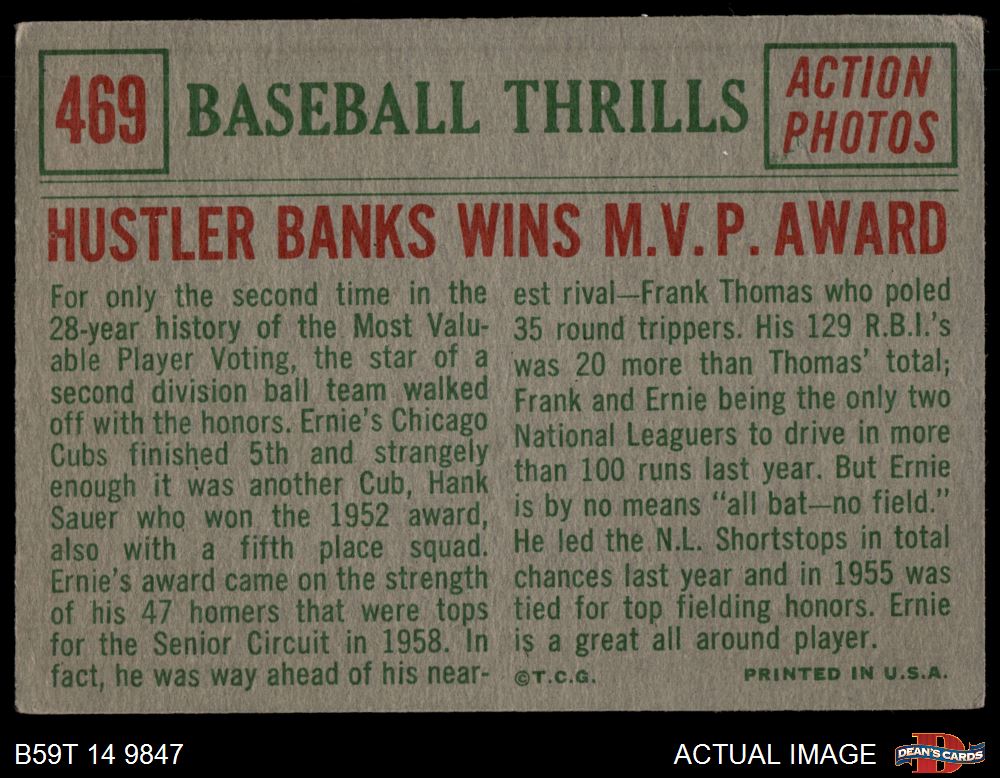 469
BASEBALL THRILLS
ACTION
PHOTOS
HUSTLER BANKS WINS M.V.P. AWARD
For only the second time in the
28-year history of the Most Valu-
able Player Voting, the star of a
second division ball team walked
off with the honors. Ernie's Chicago
Cubs finished 5th and strangely
enough it was another Cub, Hank
Sauer who won the 1952 award,
also with a fifth place squad.
Ernie's award came on the strength
of his 47 homers that were tops
for the Senior Circuit in 1958. In
fact, he was way ahead of his near-
est rival—Frank Thomas who poled
35 round trippers. His 129 R.B.I.'s
was 20 more than Thomas' total;
Frank and Ernie being the only two
National Leaguers to drive in more
than 100 runs last year. But Ernie
is by no means "all bat—no field."
He led the N.L. Shortstops in total
chances last year and in 1955 was
tied for top fielding honors. Ernie
is a great all around player.
©T.C.G.
PRINTED IN U.S.A.
B59T 14 9847
ACTUAL IMAGE
DEAN'S CARDS